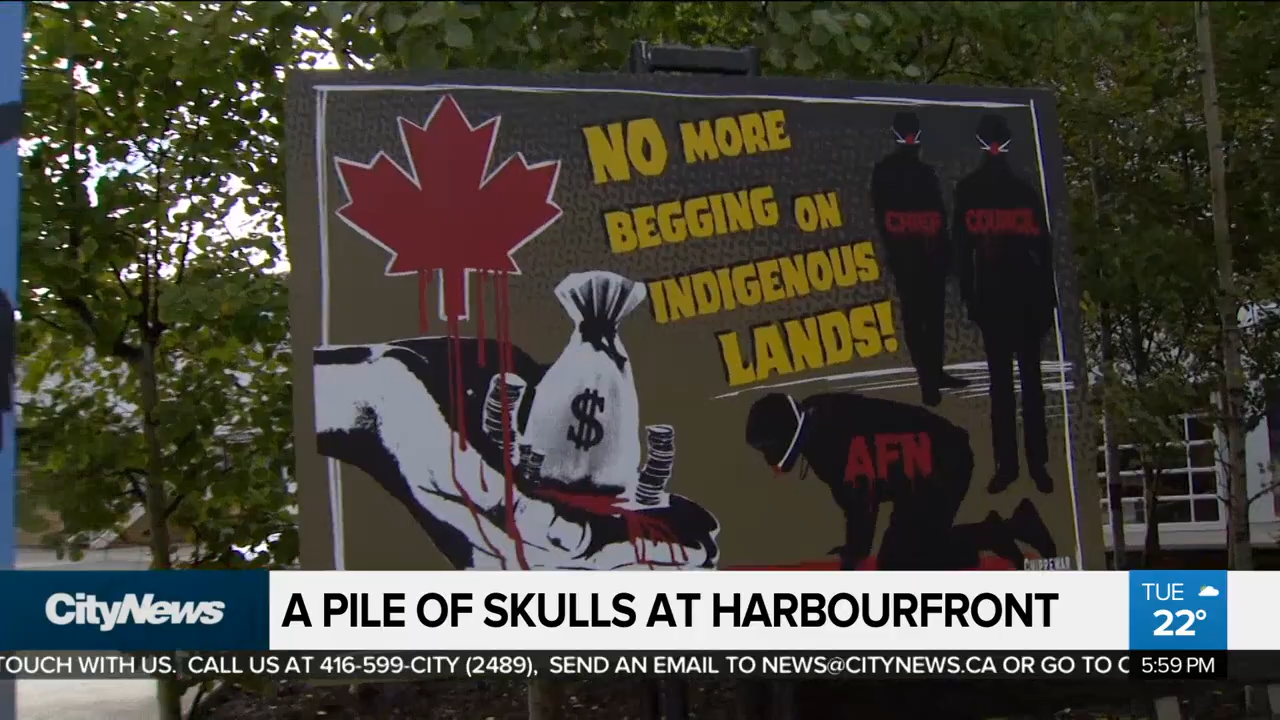 NO MORE
BEGGING ON
INDIGENOUS
LANDS!
CHIEF
COUNCIL
$
AFN
CHIPPEWAR
CityNews
A PILE OF SKULLS AT HARBOURFRONT
TUE
22°
TOUCH WITH US. CALL US AT 416-599-CITY (2489), SEND AN EMAIL TO NEWS@CITYNEWS.CA OR GO TO C
5:59 PM